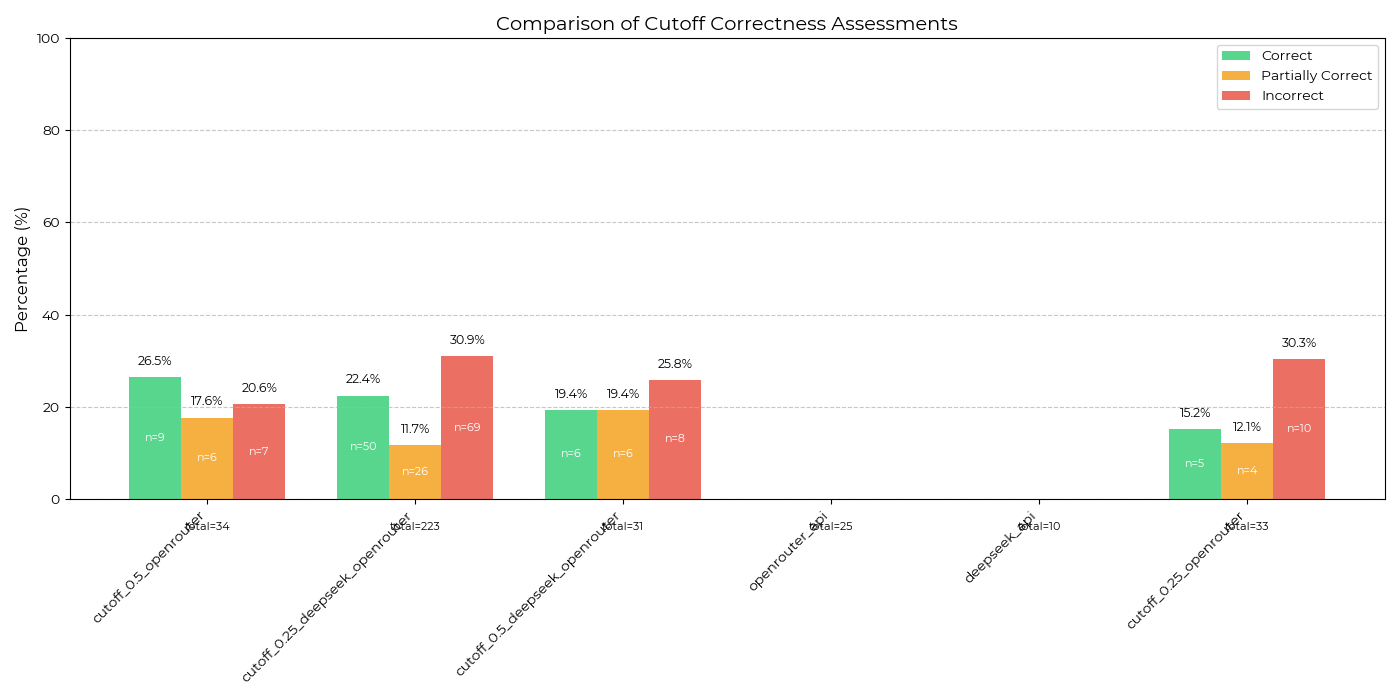 Comparison of Cutoff Correctness Assessments
Correct
Partially Correct
Incorrect
Percentage (%)
100
80
60
40
20
0
26.5%
17.6%
20.6%
22.4%
11.7%
30.9%
19.4%
19.4%
25.8%
15.2%
12.1%
30.3%
n=9
n=6
n=7
n=50
n=26
n=69
n=6
n=6
n=8
n=5
n=4
n=10
total=34
total=223
total=31
total=25
total=10
total=33
cutoff_0.5_openrouter
cutoff_0.25_deepseek_openrouter
cutoff_0.5_deepseek_openrouter
openrouter_api
deepseek_api
cutoff_0.25_openrouter